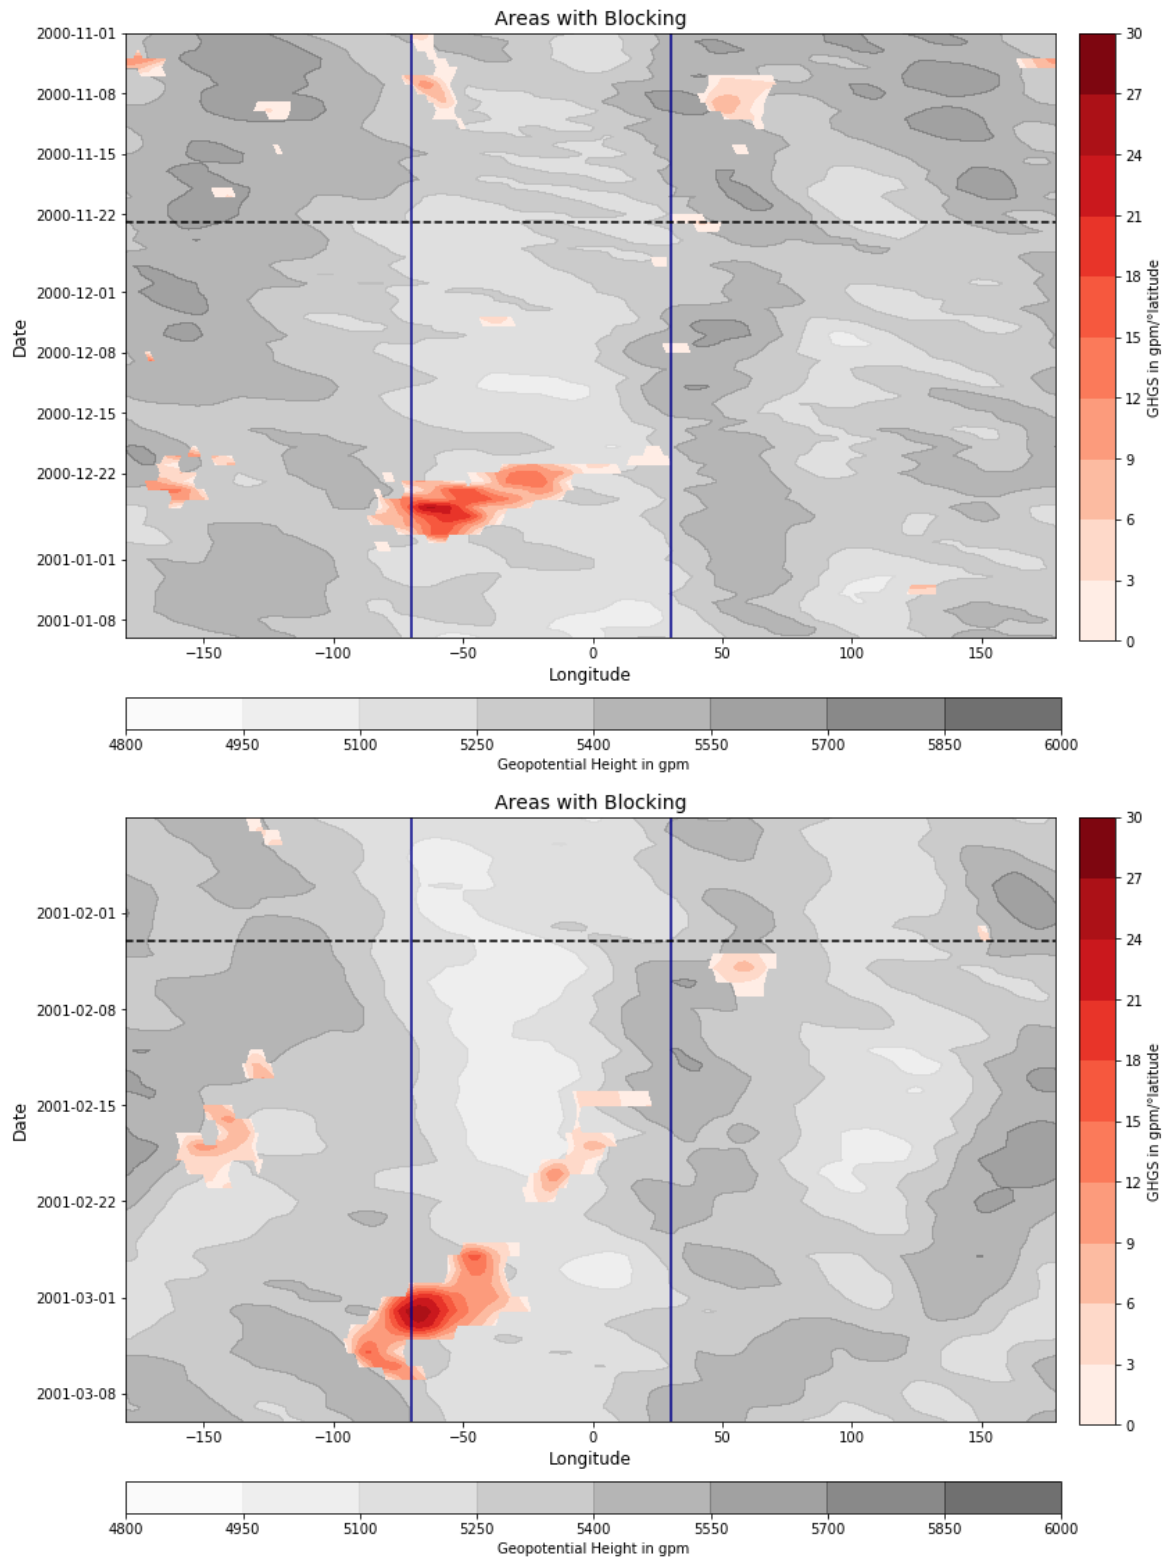 Areas with Blocking
2000-11-01
2000-11-08
2000-11-15
2000-11-22
2000-12-01
2000-12-08
2000-12-15
2000-12-22
2001-01-01
2001-01-08
Date
−150 −100 −50 0 50 100 150
Longitude
30
27
24
21
18
15
12
9
6
3
0
GHGS in gpm/°latitude
4800 4950 5100 5250 5400 5550 5700 5850 6000
Geopotential Height in gpm
Areas with Blocking
2001-02-01
2001-02-08
2001-02-15
2001-02-22
2001-03-01
2001-03-08
Date
−150 −100 −50 0 50 100 150
Longitude
30
27
24
21
18
15
12
9
6
3
0
GHGS in gpm/°latitude
4800 4950 5100 5250 5400 5550 5700 5850 6000
Geopotential Height in gpm